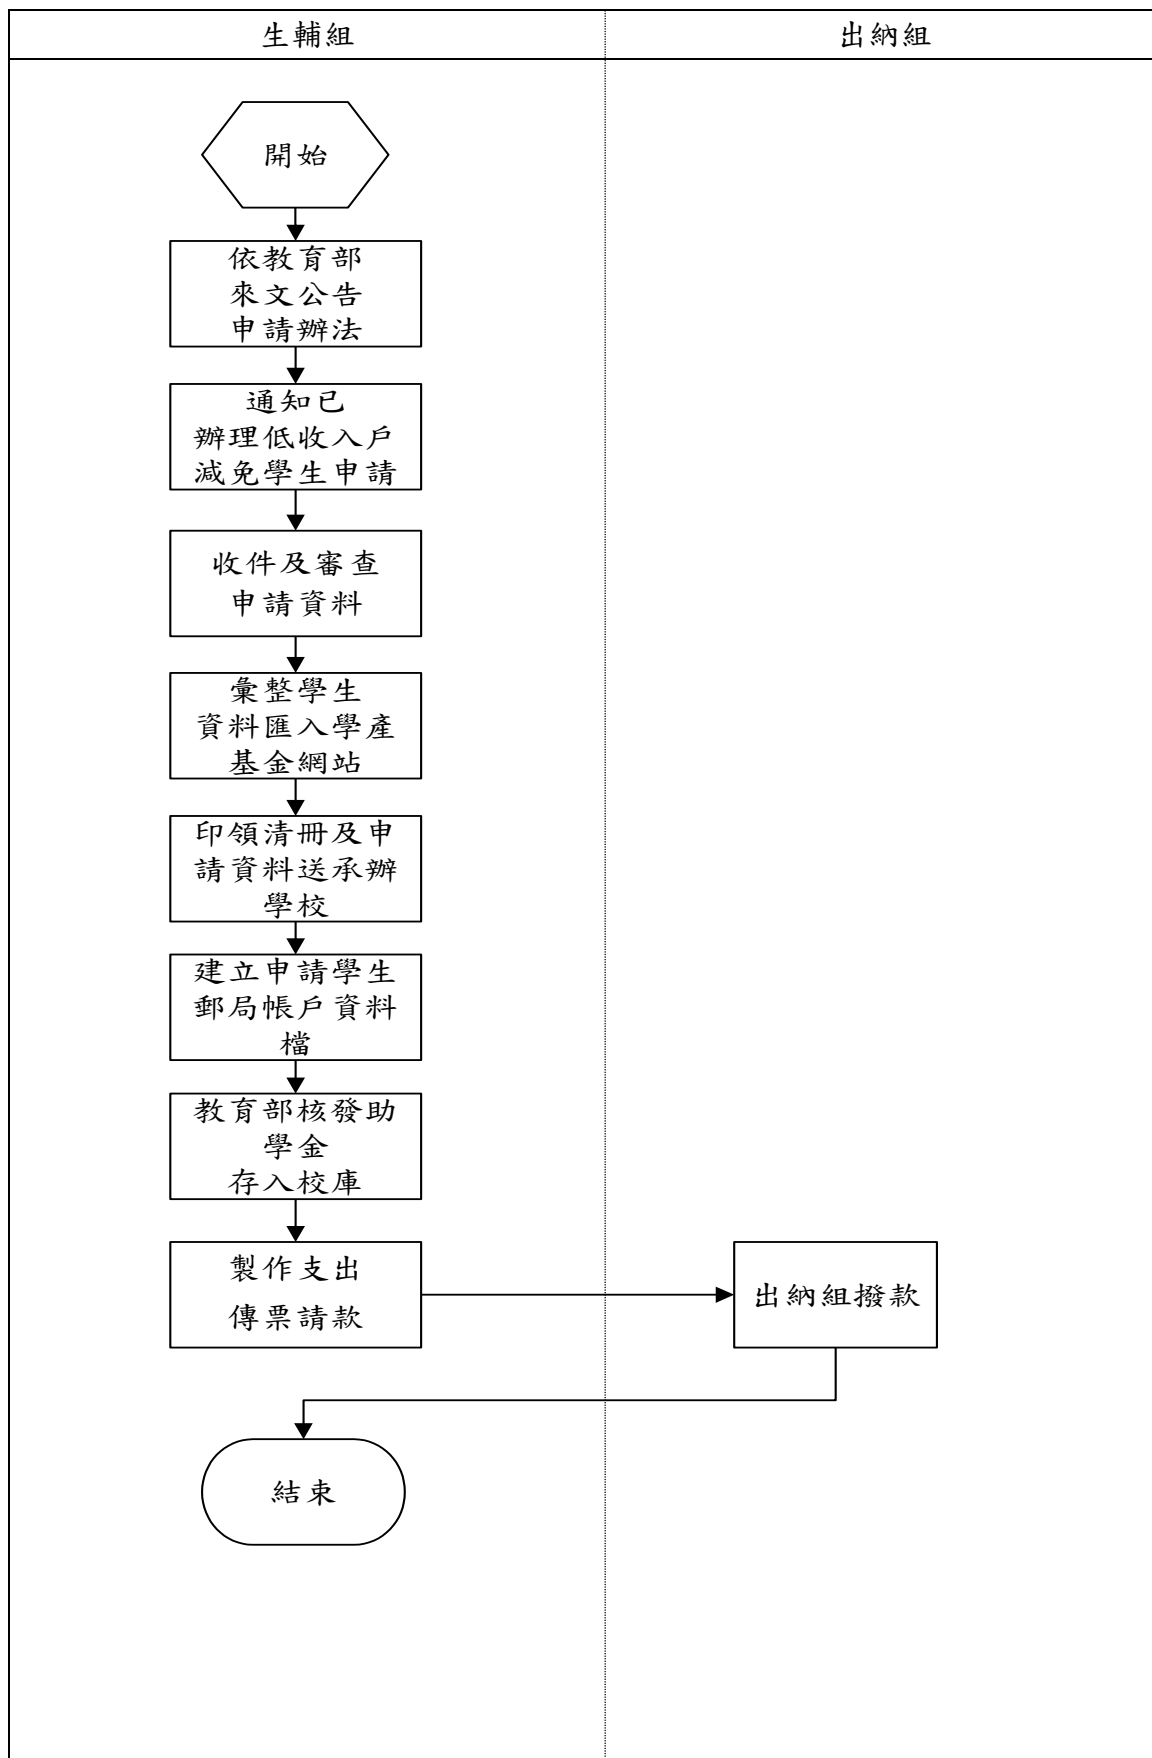 生輔組
出納組
開始
依教育部
來文公告
申請辦法
通知已
辦理低收入戶
減免學生申請
收件及審查
申請資料
彙整學生
資料匯入學產
基金網站
印領清冊及申
請資料送承辦
學校
建立申請學生
郵局帳戶資料
檔
教育部核發助
學金
存入校庫
製作支出
傳票請款
出納組撥款
結束